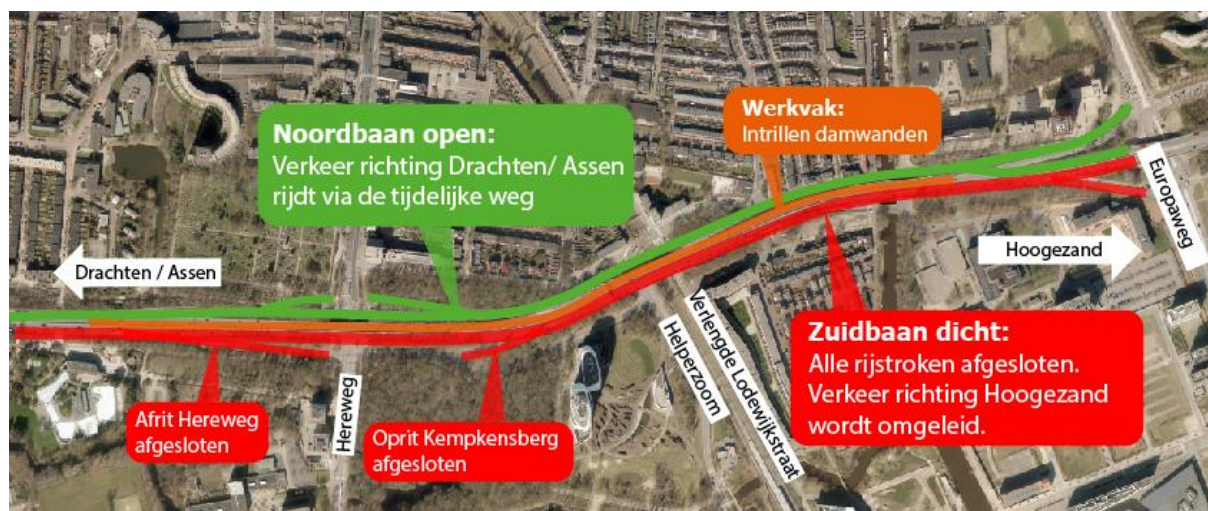 Noordbaan open:
Verkeer richting Drachten/ Assen
rijdt via de tijdelijke weg
Werkvak:
Intrillen damwanden
Europaweg
Hoogezand
Drachten / Assen
Zuidbaan dicht:
Alle rijstroken afgesloten.
Verkeer richting Hoogezand
wordt omgeleid.
Verlengde Lodewijkstraat
Helperzoom
Hereweg
Afrit Hereweg
afgesloten
Oprit Kempkensberg
afgesloten